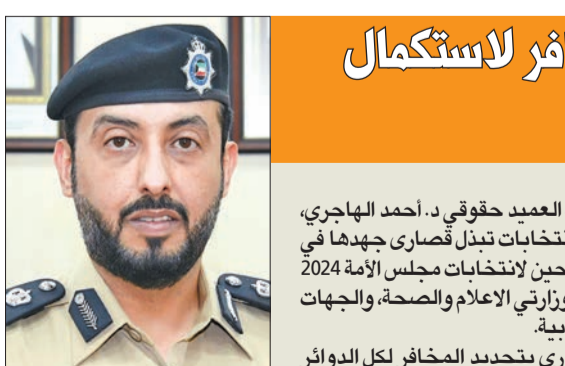 فر لاستكمال
العميد حقوقي د. أحمد الهاجري،
نتخابات تبذل قصارى جهدها في
حين لانتخابات مجلس الأمة 2024
وزارتي الاعلام والصحة، والجهات
بية.
ري بتحديد المخافر لكل الدوائر